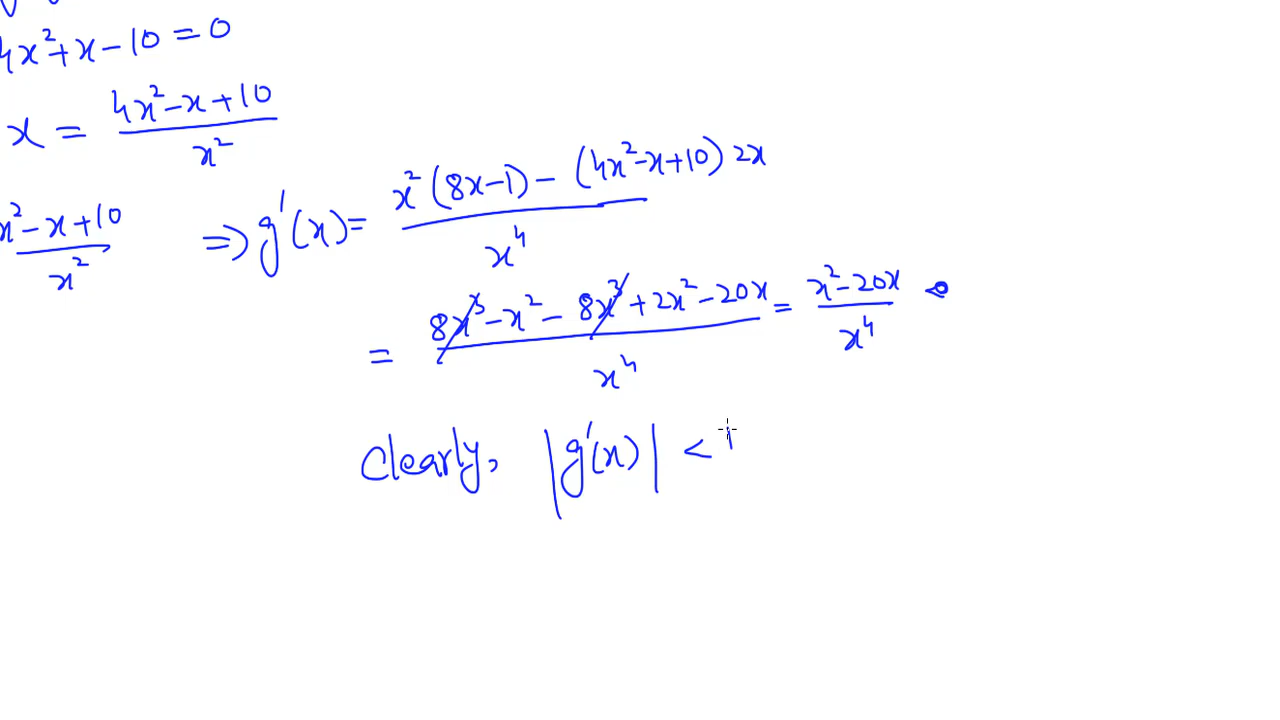 4x²+x-10=0
x = (4x²-x+10)/x²
x²-x+10/x² ⇒ g'(x)= (x²(8x-1) - (4x²-x+10)2x)/x⁴
= (8x³-x²-8x³+2x²-20x)/x⁴ = (x²-20x)/x⁴
Clearly, |g'(x)| < 1